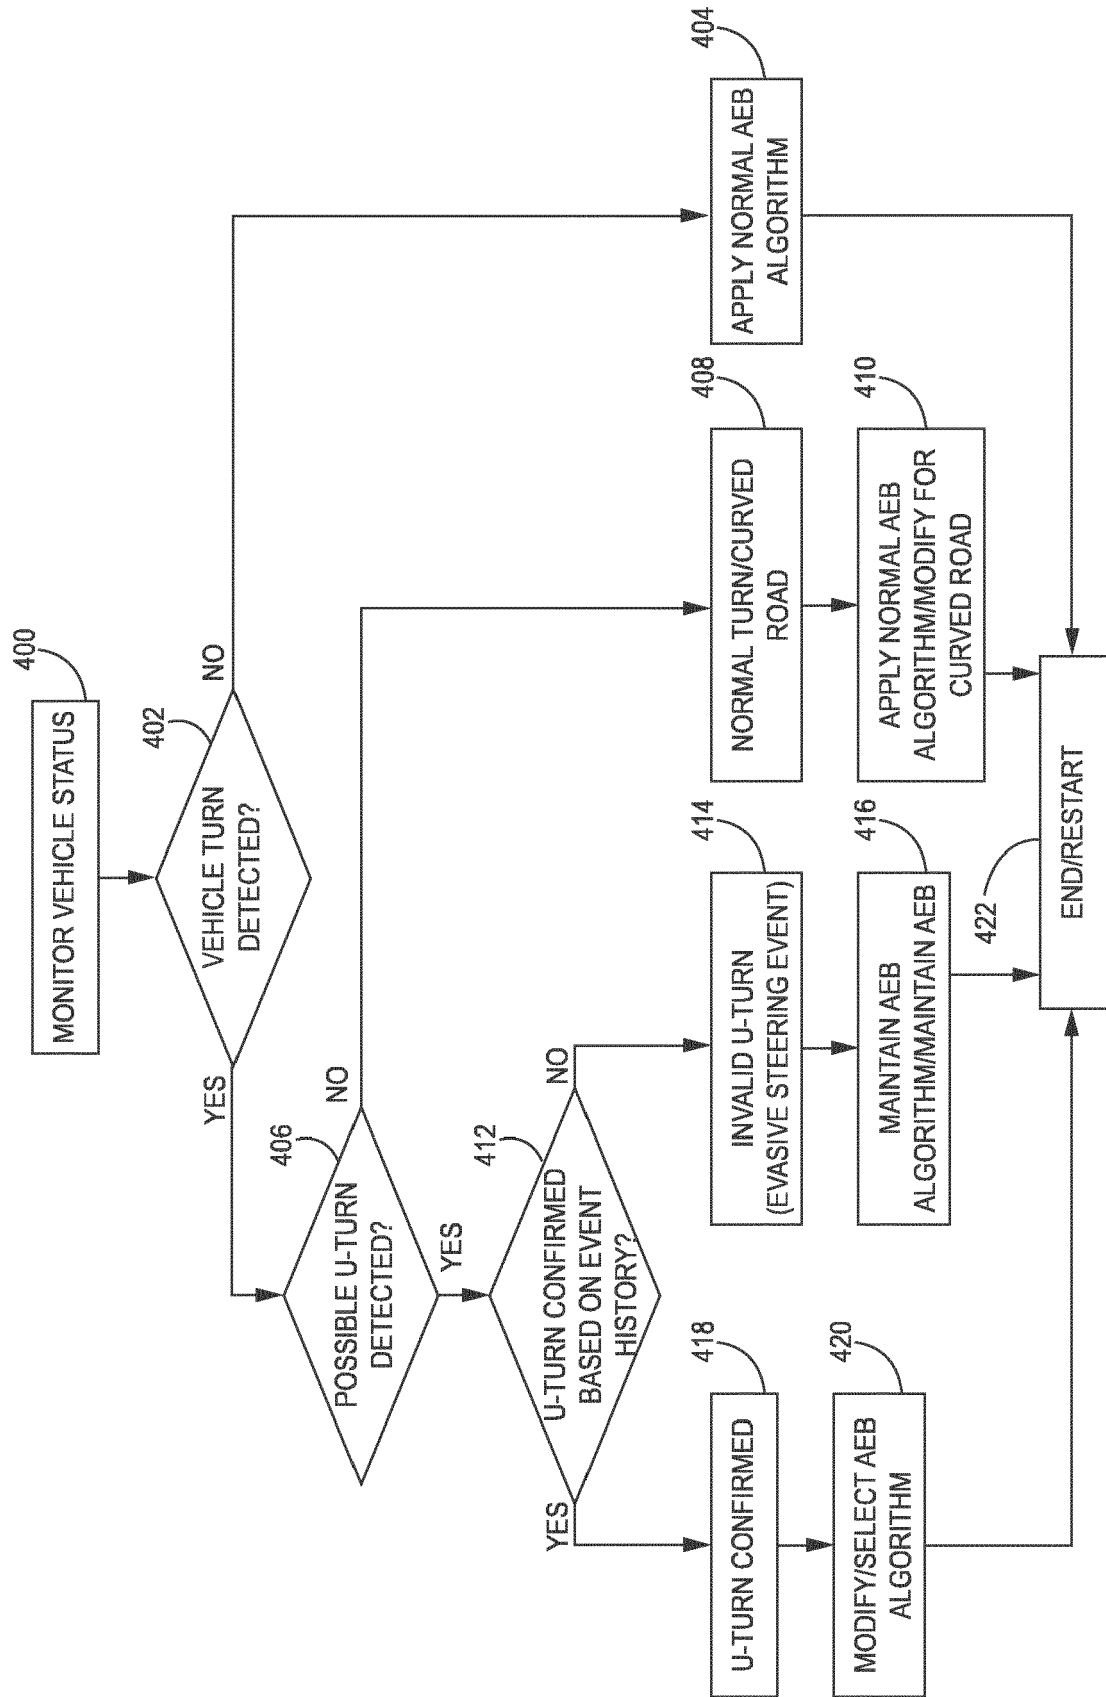 400
MONITOR VEHICLE STATUS
402
VEHICLE TURN
DETECTED?
YES
NO
406
POSSIBLE U-TURN
DETECTED?
NO
YES
412
U-TURN CONFIRMED
BASED ON EVENT
HISTORY?
YES
NO
418
U-TURN CONFIRMED
414
INVALID U-TURN
(EVASIVE STEERING EVENT)
408
NORMAL TURN/CURVED
ROAD
404
APPLY NORMAL AEB
ALGORITHM
420
MODIFY/SELECT AEB
ALGORITHM
416
MAINTAIN AEB
ALGORITHM/MAINTAIN AEB
410
APPLY NORMAL AEB
ALGORITHM/MODIFY FOR
CURVED ROAD
422
END/RESTART